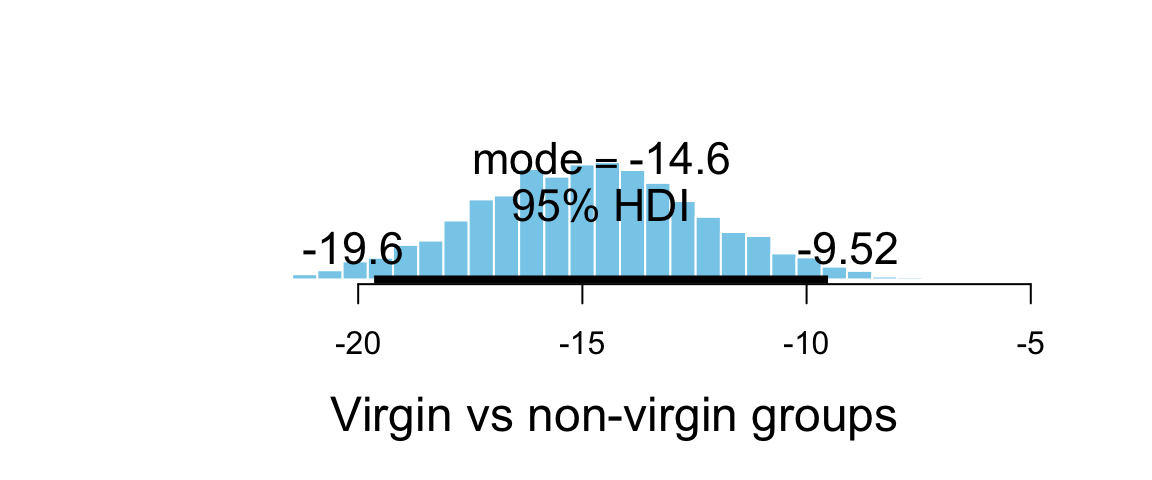 mode = -14.6
95% HDI
-19.6 -9.52
-20 -15 -10 -5
Virgin vs non-virgin groups